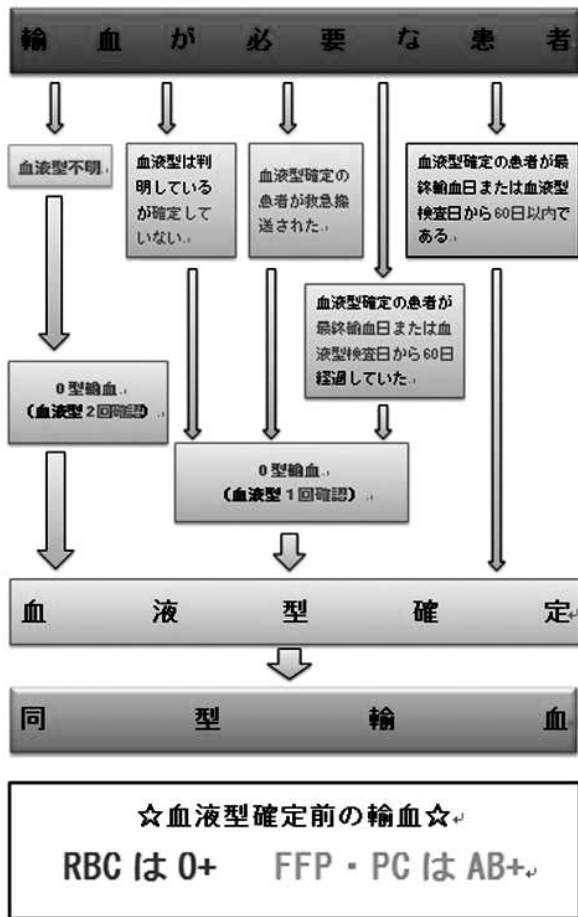 輸血が必要な患者
血液型不明
血液型は判
明している
が確定して
いない。
血液型確定の
患者が救急搬
送された。
血液型確定の患者が最
終輸血日または血液型
検査日から60日以内で
ある
血液型確定の患者が
最終輸血日または血
液型検査日から60日
経過していた
O型輸血
(血液型2回確認)
O型輸血
(血液型1回確認)
血液型確定
同型輸血
☆血液型確定前の輸血☆
RBCはO+ FFP・PCはAB+